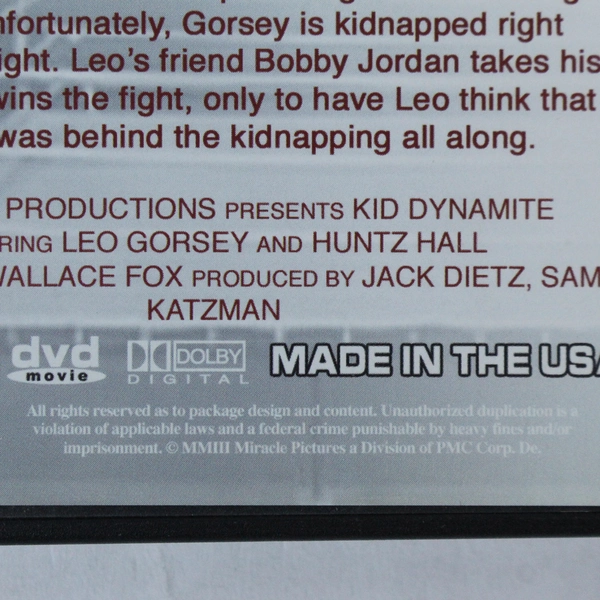 nfortunately, Gorsey is kidnapped right
ight. Leo's friend Bobby Jordan takes his
wins the fight, only to have Leo think that
was behind the kidnapping all along.
PRODUCTIONS PRESENTS KID DYNAMITE
RING LEO GORSEY AND HUNTZ HALL
WALLACE FOX PRODUCED BY JACK DIETZ, SAM
KATZMAN
dvd DOLBY MADE IN THE USA
movie DIGITAL
All rights reserved as to package design and content. Unauthorized duplication is a
violation of applicable laws and a federal crime punishable by heavy fines and/or
imprisonment. © MMIII Miracle Pictures a Division of PMC Corp. De.